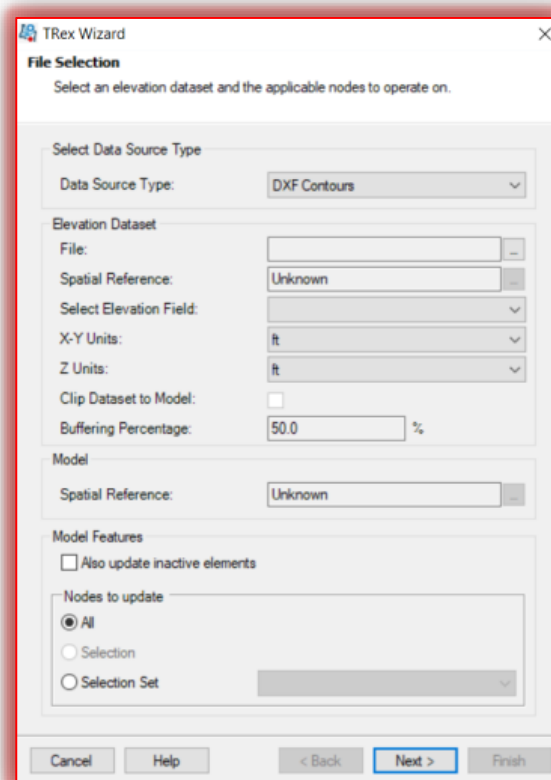 TRex Wizard
File Selection
Select an elevation dataset and the applicable nodes to operate on.
Select Data Source Type
Data Source Type: DXF Contours
Elevation Dataset
File: ...
Spatial Reference: Unknown ...
Select Elevation Field:
X-Y Units: ft
Z Units: ft
Clip Dataset to Model:
Buffering Percentage: 50.0 %
Model
Spatial Reference: Unknown ...
Model Features
Also update inactive elements
Nodes to update
All
Selection
Selection Set
Cancel Help < Back Next > Finish